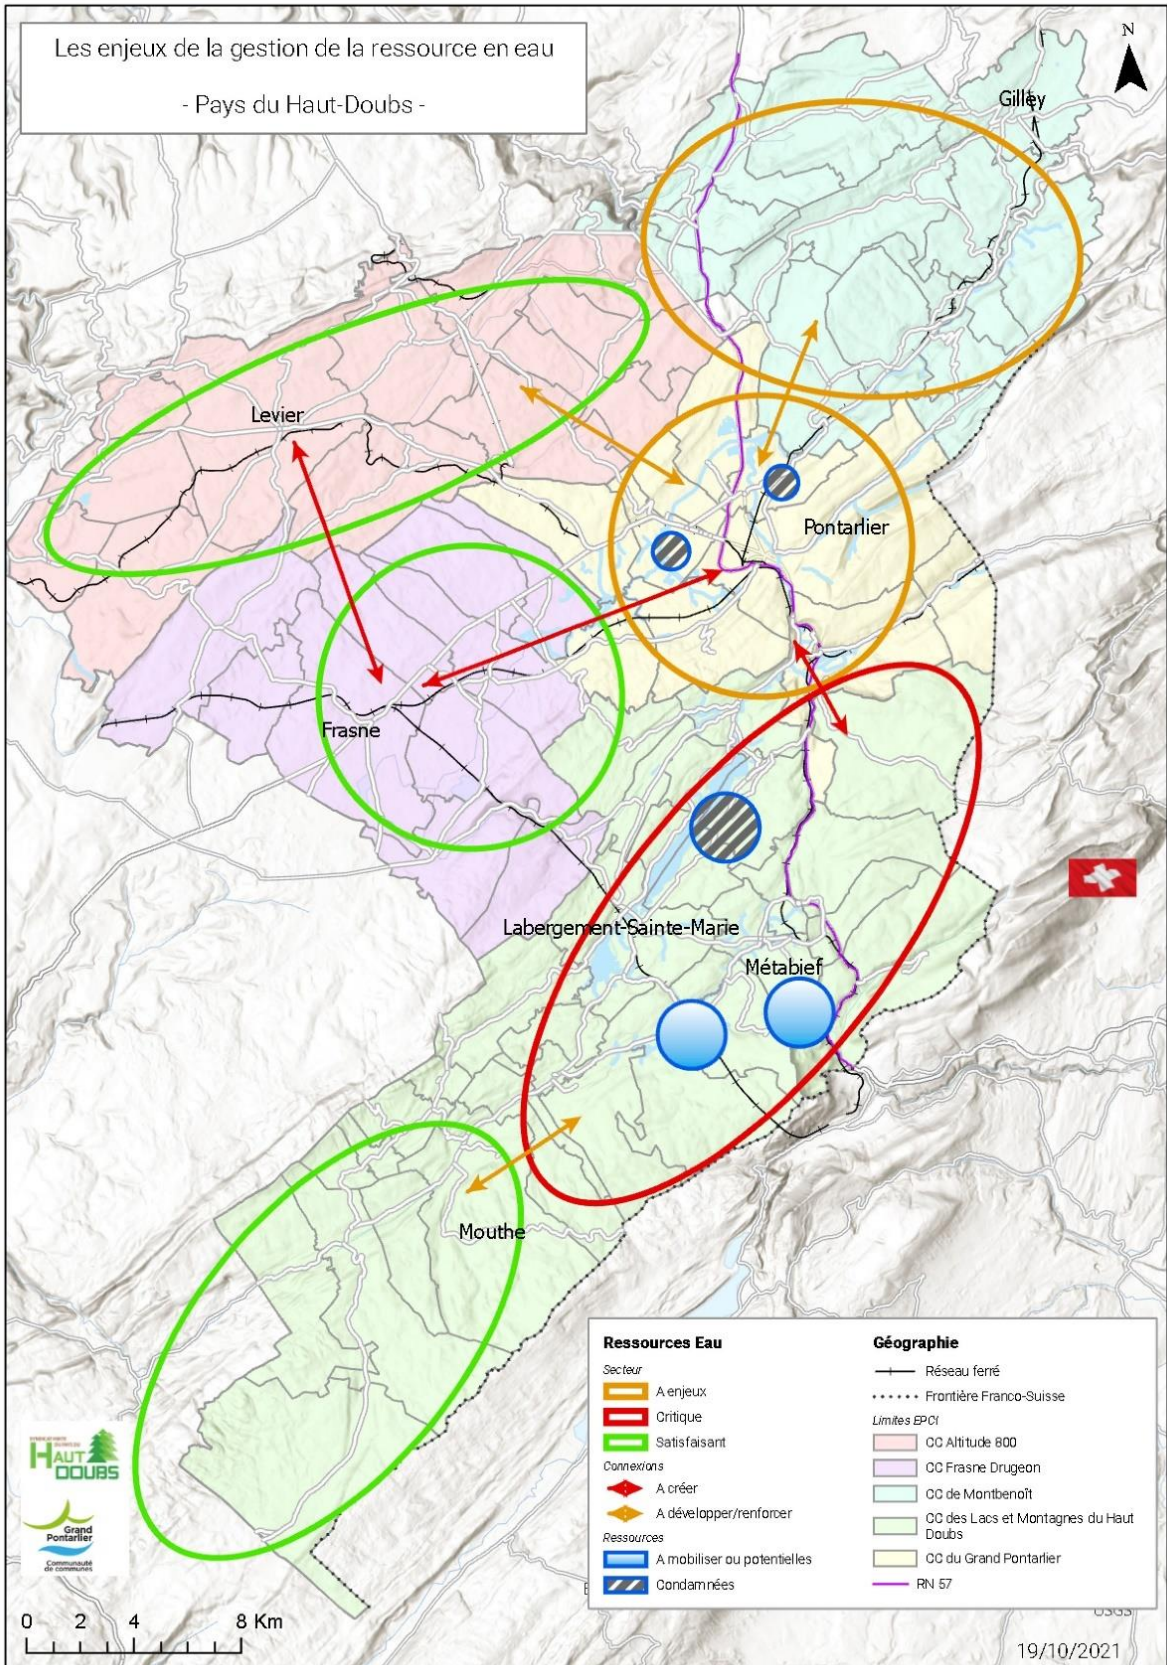 Les enjeux de la gestion de la ressource en eau
- Pays du Haut-Doubs -
N
Gilley
Levier
Pontarlier
Frasne
Labergement-Sainte-Marie
Métabief
Mouthe
Ressources Eau
Secteur
A enjeux
Critique
Satisfaisant
Connexions
A créer
A développer/renforcer
Ressources
A mobiliser ou potentielles
Condamnées
Géographie
Réseau ferré
Frontière Franco-Suisse
Limites EPCI
CC Altitude 800
CC Frasne Drugeon
CC de Montbenoît
CC des Lacs et Montagnes du Haut
Doubs
CC du Grand Pontarlier
RN 57
HAUT
DOUBS
Grand
Pontarlier
Communauté
de communes
0 2 4 8 Km
USGS
19/10/2021